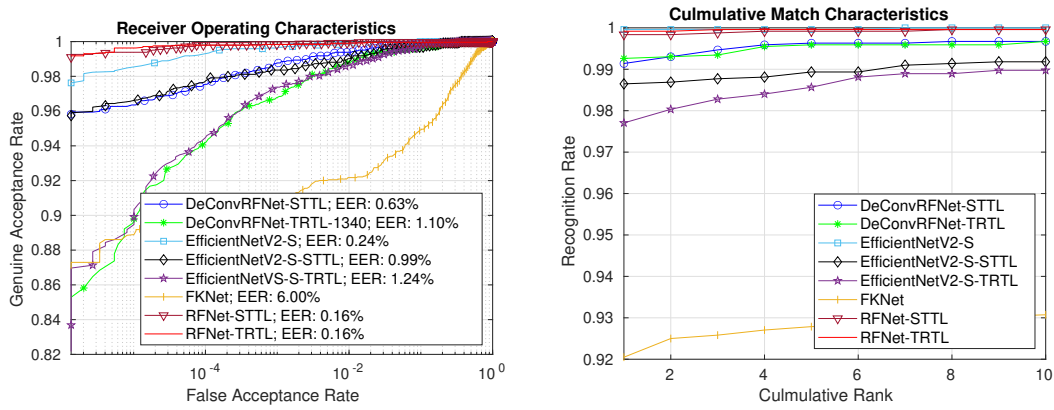 Receiver Operating Characteristics
1
0.98
0.96
0.94
0.92
0.9
0.88
0.86
0.84
0.82
Genuine Acceptance Rate
DeConvRFNet-STTL; EER: 0.63%
DeConvRFNet-TRTL-1340; EER: 1.10%
EfficientNetV2-S; EER: 0.24%
EfficientNetV2-S-STTL; EER: 0.99%
EfficientNetVS-S-TRTL; EER: 1.24%
FKNet; EER: 6.00%
RFNet-STTL; EER: 0.16%
RFNet-TRTL; EER: 0.16%
10^-4 10^-2 10^0
False Acceptance Rate
Culmulative Match Characteristics
1
0.99
0.98
0.97
0.96
0.95
0.94
0.93
0.92
Recognition Rate
DeConvRFNet-STTL
DeConvRFNet-TRTL
EfficientNetV2-S
EfficientNetV2-S-STTL
EfficientNetV2-S-TRTL
FKNet
RFNet-STTL
RFNet-TRTL
2 4 6 8 10
Culmulative Rank